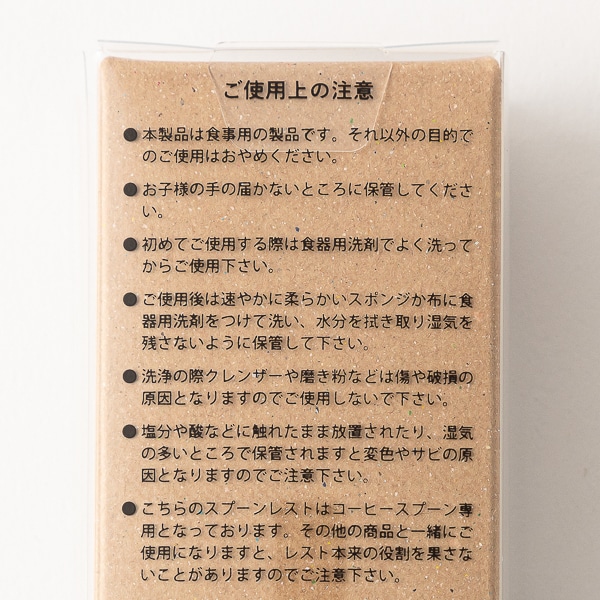 ご使用上の注意
●本製品は食事用の製品です。それ以外の目的で
のご使用はおやめください。
●お子様の手の届かないところに保管してくださ
い。
●初めてご使用する際は食器用洗剤でよく洗って
からご使用下さい。
●ご使用後は速やかに柔らかいスポンジか布に食
器用洗剤をつけて洗い、水分を拭き取り湿気を
残さないように保管して下さい。
●洗浄の際クレンザーや磨き粉などは傷や破損の
原因となりますのでご使用しないで下さい。
●塩分や酸などに触れたまま放置されたり、湿気
の多いところで保管されますと変色やサビの原
因となりますのでご注意下さい。
●こちらのスプーンレストはコーヒースプーン専
用となっております。その他の商品と一緒にご
使用になりますと、レスト本来の役割を果さな
いことがありますのでご注意下さい。